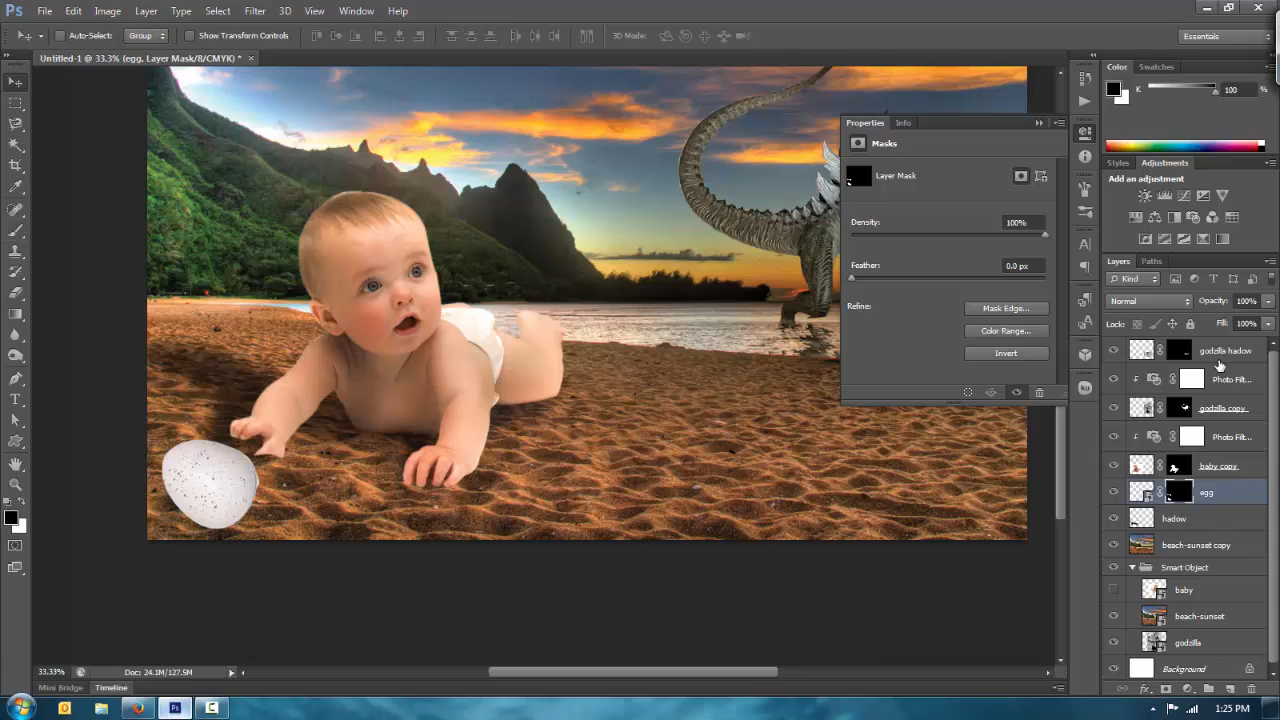 Ps File Edit Image Layer Type Select Filter 3D View Window Help
Auto-Select: Group Show Transform Controls 3D Mode: Essentials
Untitled-1 @ 33.3% (egg, Layer Mask/8/CMYK) * ×
Color Swatches
K 100 %
Properties Info
Masks
Layer Mask
Density: 100%
Feather: 0.0 px
Refine:
Mask Edge...
Color Range...
Invert
Styles Adjustments
Add an adjustment
Layers Paths
Kind
Normal Opacity: 100%
Lock: Fill: 100%
godzilla hadow
Photo Filt...
godzilla copy
Photo Filt...
baby copy
egg
hadow
beach-sunset copy
Smart Object
baby
beach-sunset
godzilla
Background
ku
33.33% Doc: 24.1M/127.5M
Mini Bridge Timeline
Ps 1:25 PM